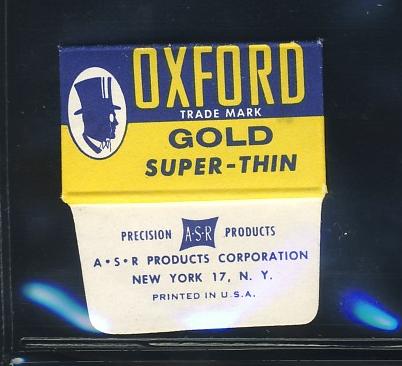 OXFORD
TRADE MARK
GOLD
SUPER-THIN
PRECISION A·S·R PRODUCTS
A·S·R PRODUCTS CORPORATION
NEW YORK 17, N. Y.
PRINTED IN U.S.A.